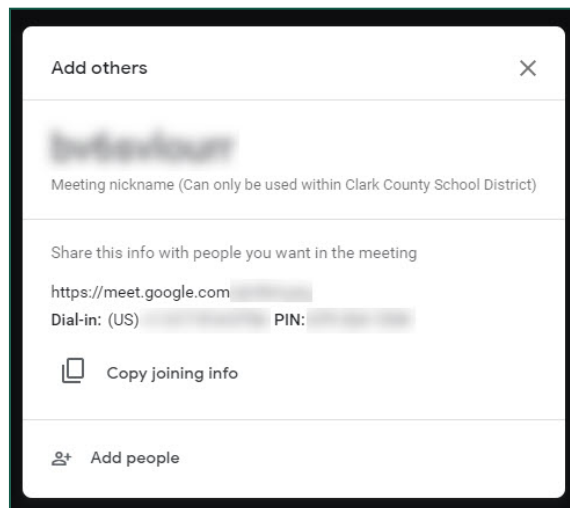 Add others
Meeting nickname (Can only be used within Clark County School District)
Share this info with people you want in the meeting
https://meet.google.com
Dial-in: (US) PIN:
Copy joining info
Add people